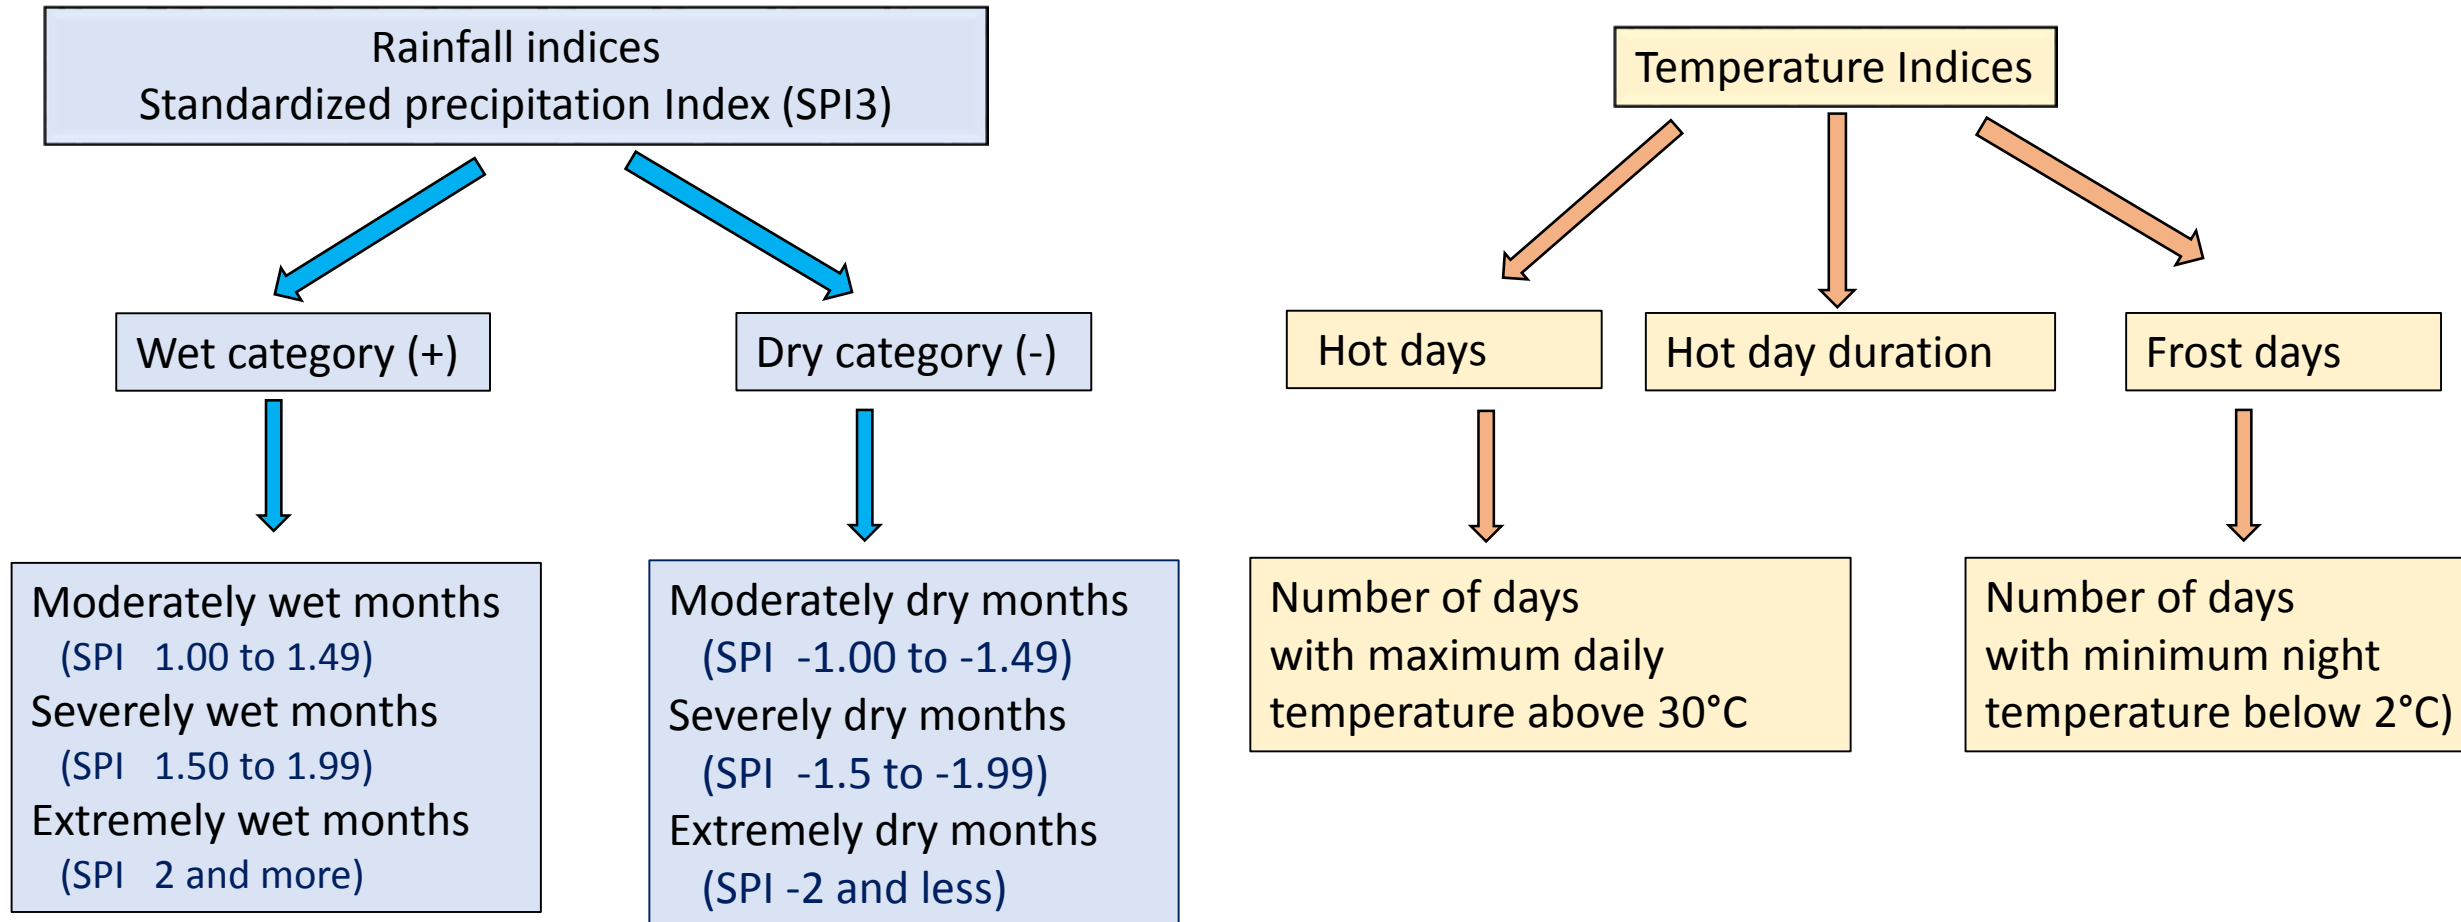 Rainfall indices
Standardized precipitation Index (SPI3)
Wet category (+)
Dry category (-)
Moderately wet months
(SPI 1.00 to 1.49)
Severely wet months
(SPI 1.50 to 1.99)
Extremely wet months
(SPI 2 and more)
Moderately dry months
(SPI -1.00 to -1.49)
Severely dry months
(SPI -1.5 to -1.99)
Extremely dry months
(SPI -2 and less)
Temperature Indices
Hot days
Hot day duration
Frost days
Number of days
with maximum daily
temperature above 30°C
Number of days
with minimum night
temperature below 2°C)